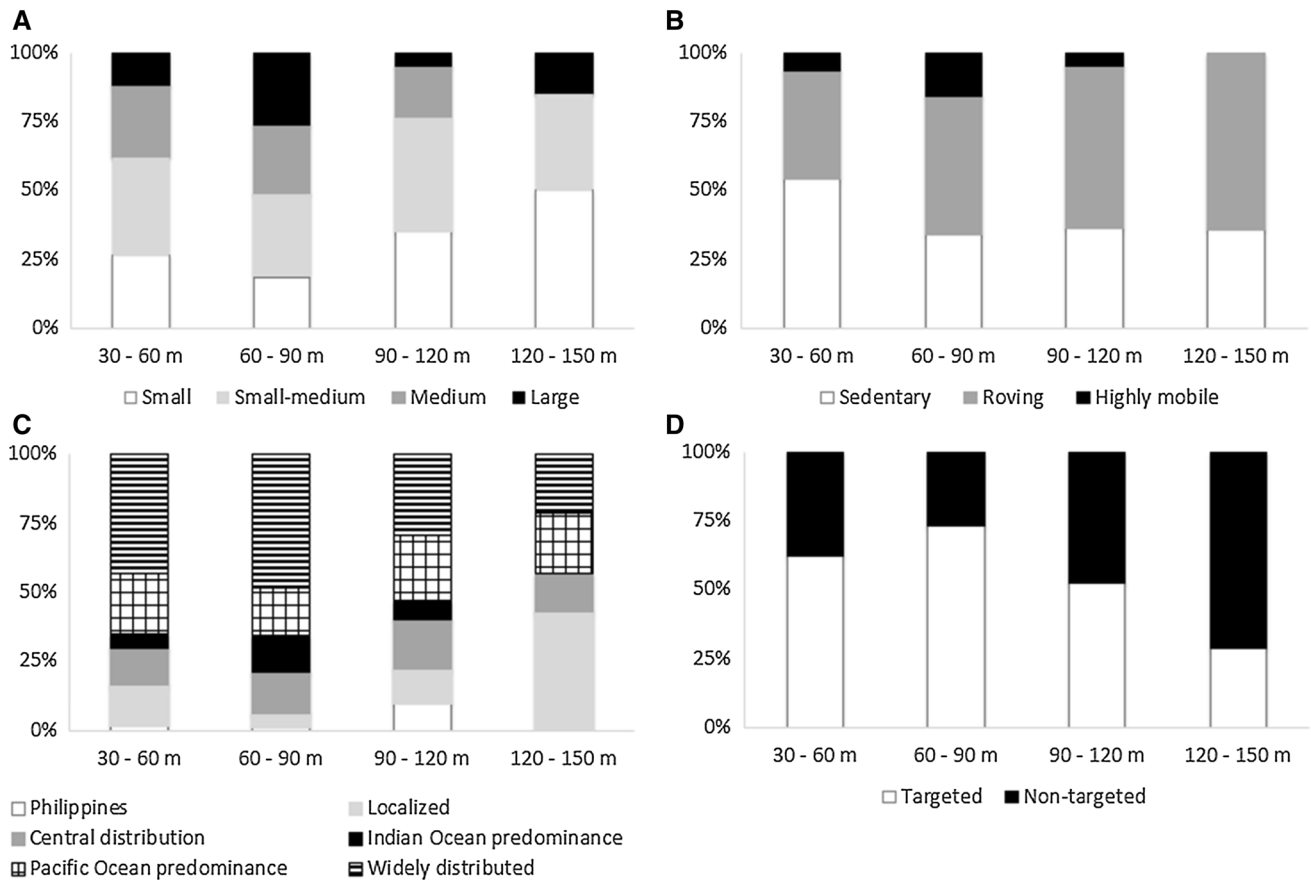 A
100%
75%
50%
25%
0%
30 - 60 m 60 - 90 m 90 - 120 m 120 - 150 m
Small Small-medium Medium Large
B
100%
75%
50%
25%
0%
30 - 60 m 60 - 90 m 90 - 120 m 120 - 150 m
Sedentary Roving Highly mobile
C
100%
75%
50%
25%
0%
30 - 60 m 60 - 90 m 90 - 120 m 120 - 150 m
Philippines Localized
Central distribution Indian Ocean predominance
Pacific Ocean predominance Widely distributed
D
100%
75%
50%
25%
0%
30 - 60 m 60 - 90 m 90 - 120 m 120 - 150 m
Targeted Non-targeted